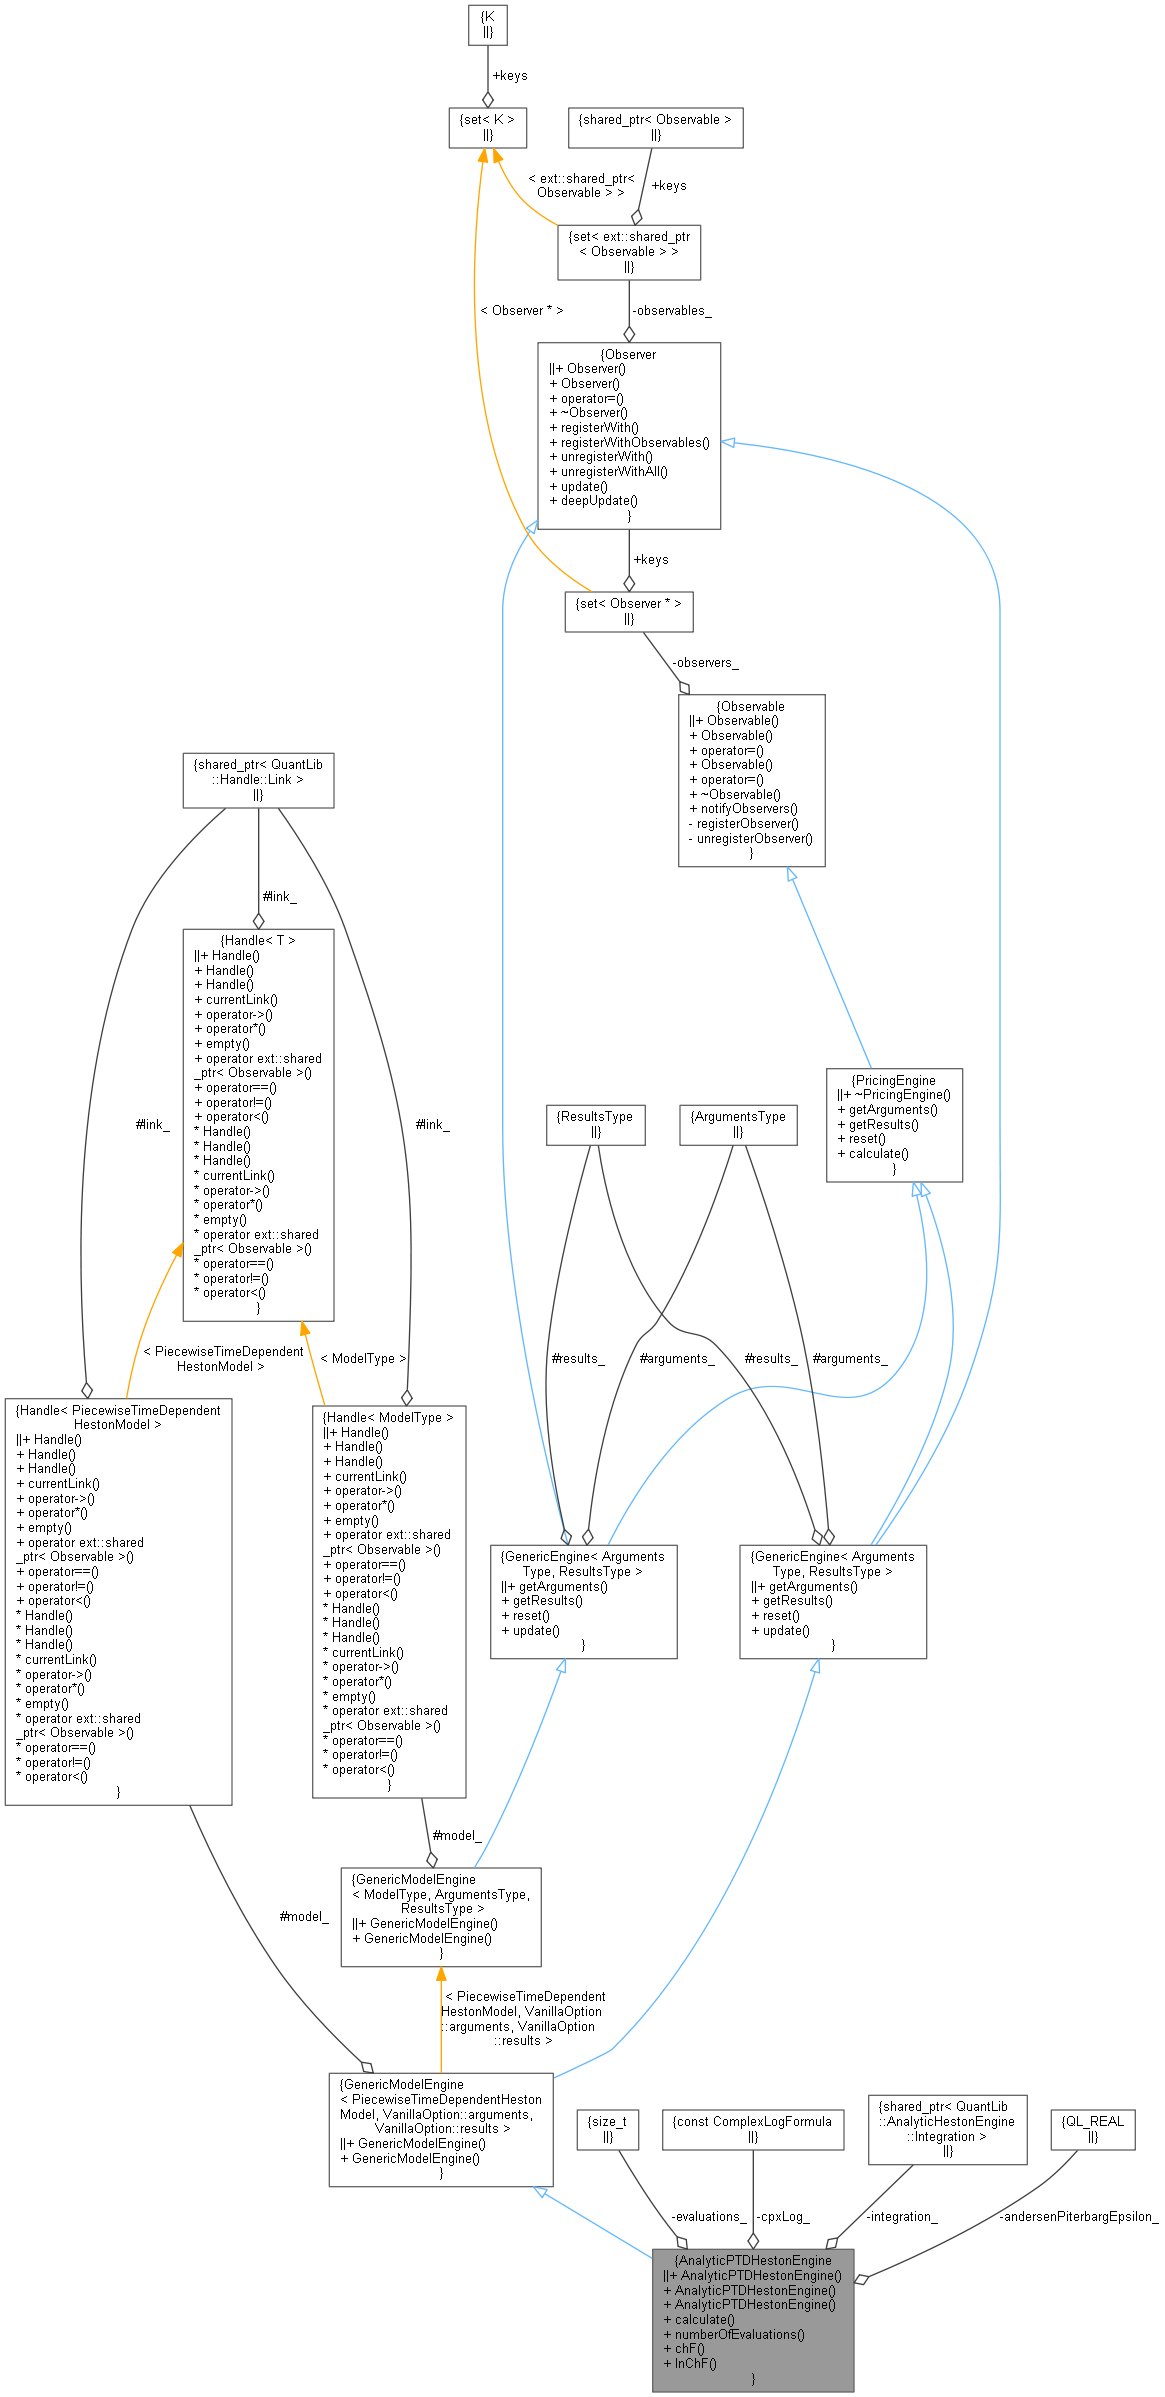 {K
||}
+keys
{set< K >
||}
{shared_ptr< Observable >
||}
< ext::shared_ptr<
Observable > >
+keys
{set< ext::shared_ptr
< Observable > >
||}
< Observer * >
-observables_
{Observer
||+ Observer()
+ Observer()
+ operator=()
+ ~Observer()
+ registerWith()
+ registerWithObservables()
+ unregisterWith()
+ unregisterWithAll()
+ update()
+ deepUpdate()
}
+keys
{set< Observer * >
||}
-observers_
{Observable
||+ Observable()
+ Observable()
+ operator=()
+ Observable()
+ operator=()
+ ~Observable()
+ notifyObservers()
- registerObserver()
- unregisterObserver()
}
{shared_ptr< QuantLib
::Handle::Link >
||}
#link_
{Handle< T >
||+ Handle()
+ Handle()
+ Handle()
+ currentLink()
+ operator->()
+ operator*()
+ empty()
+ operator ext::shared
_ptr< Observable >()
+ operator==()
+ operator!=()
+ operator<()
* Handle()
* Handle()
* Handle()
* currentLink()
* operator->()
* operator*()
* empty()
* operator ext::shared
_ptr< Observable >()
* operator==()
* operator!=()
* operator<()
}
#link_
#link_
{PricingEngine
||+ ~PricingEngine()
+ getArguments()
+ getResults()
+ reset()
+ calculate()
}
{ResultsType
||}
{ArgumentsType
||}
< PiecewiseTimeDependent
HestonModel >
< ModelType >
#results_
#arguments_
#results_
#arguments_
{Handle< PiecewiseTimeDependent
HestonModel >
||+ Handle()
+ Handle()
+ Handle()
+ currentLink()
+ operator->()
+ operator*()
+ empty()
+ operator ext::shared
_ptr< Observable >()
+ operator==()
+ operator!=()
+ operator<()
* Handle()
* Handle()
* Handle()
* currentLink()
* operator->()
* operator*()
* empty()
* operator ext::shared
_ptr< Observable >()
* operator==()
* operator!=()
* operator<()
}
{Handle< ModelType >
||+ Handle()
+ Handle()
+ Handle()
+ currentLink()
+ operator->()
+ operator*()
+ empty()
+ operator ext::shared
_ptr< Observable >()
+ operator==()
+ operator!=()
+ operator<()
* Handle()
* Handle()
* Handle()
* currentLink()
* operator->()
* operator*()
* empty()
* operator ext::shared
_ptr< Observable >()
* operator==()
* operator!=()
* operator<()
}
{GenericEngine< Arguments
Type, ResultsType >
||+ getArguments()
+ getResults()
+ reset()
+ update()
}
{GenericEngine< Arguments
Type, ResultsType >
||+ getArguments()
+ getResults()
+ reset()
+ update()
}
#model_
{GenericModelEngine
< ModelType, ArgumentsType,
ResultsType >
||+ GenericModelEngine()
+ GenericModelEngine()
}
#model_
< PiecewiseTimeDependent
HestonModel, VanillaOption
::arguments, VanillaOption
::results >
{GenericModelEngine
< PiecewiseTimeDependentHeston
Model, VanillaOption::arguments,
VanillaOption::results >
||+ GenericModelEngine()
+ GenericModelEngine()
}
{size_t
||}
{const ComplexLogFormula
||}
{shared_ptr< QuantLib
::AnalyticHestonEngine
::Integration >
||}
{QL_REAL
||}
-evaluations_
-cpxLog_
-integration_
-andersenPiterbargEpsilon_
{AnalyticPTDHestonEngine
||+ AnalyticPTDHestonEngine()
+ AnalyticPTDHestonEngine()
+ AnalyticPTDHestonEngine()
+ calculate()
+ numberOfEvaluations()
+ chF()
+ lnChF()
}